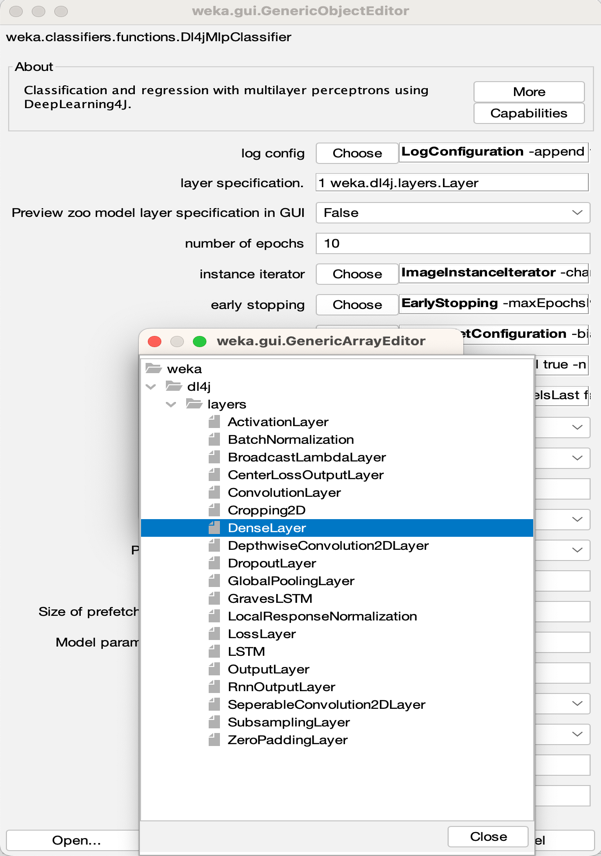 weka.gui.GenericObjectEditor
weka.classifiers.functions.Dl4jMlpClassifier
About
Classification and regression with multilayer perceptrons using
DeepLearning4J.
More
Capabilities
log config Choose LogConfiguration -append
layer specification. 1 weka.dl4j.layers.Layer
Preview zoo model layer specification in GUI False
number of epochs 10
instance iterator Choose ImageInstanceIterator -cha
early stopping Choose EarlyStopping -maxEpochs
etConfiguration -bia
weka.gui.GenericArrayEditor
true -n
weka
dl4j
elsLast f
layers
ActivationLayer
BatchNormalization
BroadcastLambdaLayer
CenterLossOutputLayer
ConvolutionLayer
Cropping2D
DenseLayer
DepthwiseConvolution2DLayer
P
DropoutLayer
GlobalPoolingLayer
GravesLSTM
Size of prefetch
LocalResponseNormalization
LossLayer
Model param
LSTM
OutputLayer
RnnOutputLayer
SeperableConvolution2DLayer
SubsamplingLayer
ZeroPaddingLayer
Open...
Close
el